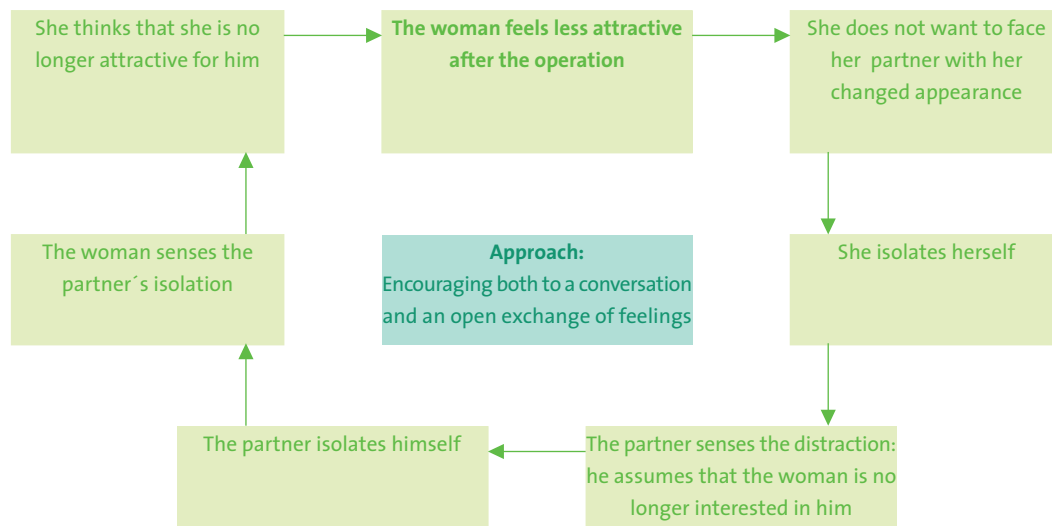 She thinks that she is no
longer attractive for him
The woman feels less attractive
after the operation
She does not want to face
her partner with her
changed appearance
The woman senses the
partner´s isolation
Approach:
Encouraging both to a conversation
and an open exchange of feelings
She isolates herself
The partner isolates himself
The partner senses the distraction:
he assumes that the woman is no
longer interested in him